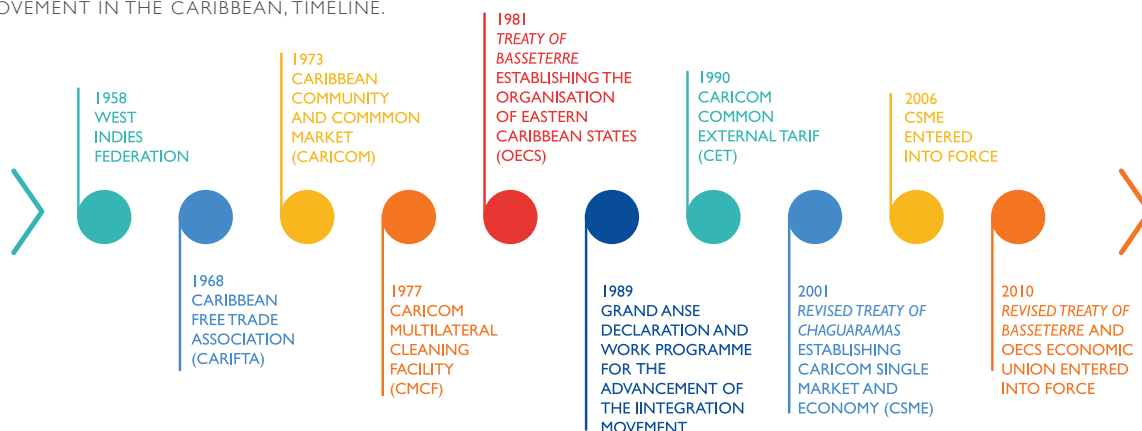 OVEMENT IN THE CARIBBEAN, TIMELINE.
1958
WEST
INDIES
FEDERATION
1968
CARIBBEAN
FREE TRADE
ASSOCIATION
(CARIFTA)
1973
CARIBBEAN
COMMUNITY
AND COMMMON
MARKET
(CARICOM)
1977
CARICOM
MULTILATERAL
CLEANING
FACILITY
(CMCF)
1981
TREATY OF
BASSETERRE
ESTABLISHING THE
ORGANISATION
OF EASTERN
CARIBBEAN STATES
(OECS)
1989
GRAND ANSE
DECLARATION AND
WORK PROGRAMME
FOR THE
ADVANCEMENT OF
THE IINTEGRATION
MOVEMENT
1990
CARICOM
COMMON
EXTERNAL TARIF
(CET)
2001
REVISED TREATY OF
CHAGUARAMAS
ESTABLISHING
CARICOM SINGLE
MARKET AND
ECONOMY (CSME)
2006
CSME
ENTERED
INTO FORCE
2010
REVISED TREATY OF
BASSETERRE AND
OECS ECONOMIC
UNION ENTERED
INTO FORCE